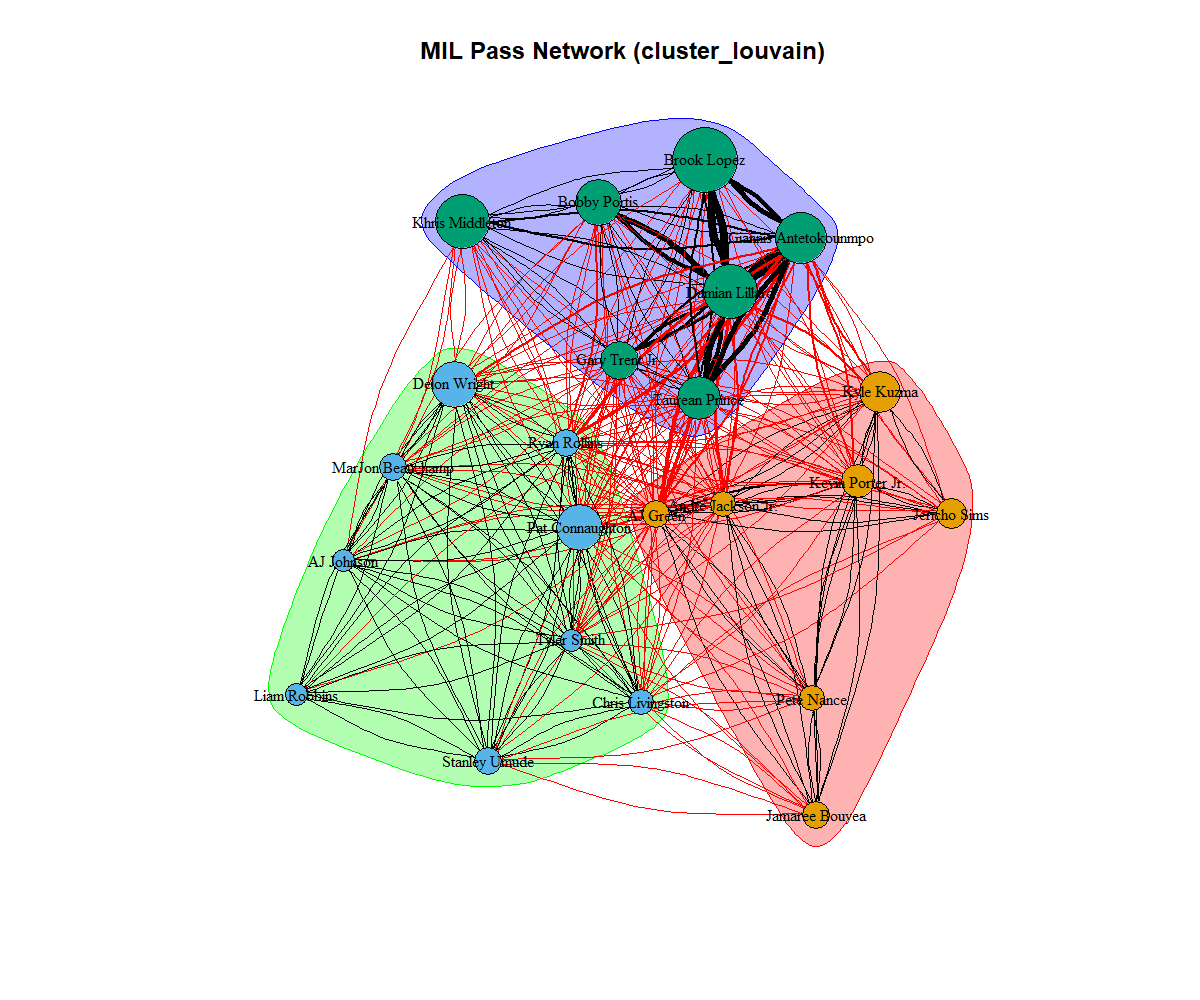 MIL Pass Network (cluster_louvain)
Brook Lopez
Bobby Portis
Khris Middleton
Giannis Antetokounmpo
Damian Lillard
Gary Trent Jr.
Taurean Prince
Delon Wright
Kyle Kuzma
Ryan Rollins
MarJon Beauchamp
Kevin Porter Jr.
Andre Jackson Jr.
AJ Green
Jericho Sims
Pat Connaughton
AJ Johnson
Tyler Smith
Liam Robbins
Chris Livingston
Pete Nance
Stanley Umude
Jamaree Bouyea